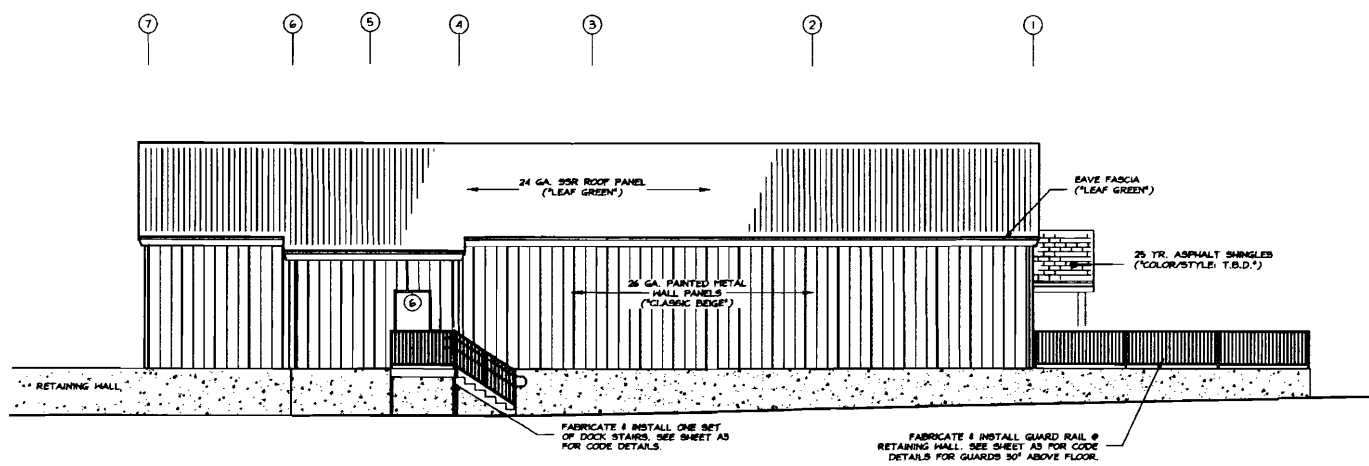 7 6 5 4 3 2 1
24 GA. SSR ROOF PANEL
("LEAF GREEN")
EAVE FASCIA
("LEAF GREEN")
25 YR. ASPHALT SHINGLES
("COLOR/STYLE: T.B.D.")
26 GA. PAINTED METAL
WALL PANELS
("CLASSIC BEIGE")
6
RETAINING WALL
FABRICATE & INSTALL ONE SET
OF DOCK STAIRS. SEE SHEET A3
FOR CODE DETAILS.
FABRICATE & INSTALL GUARD RAIL @
RETAINING WALL. SEE SHEET A3 FOR CODE
DETAILS FOR GUARDS 30" ABOVE FLOOR.